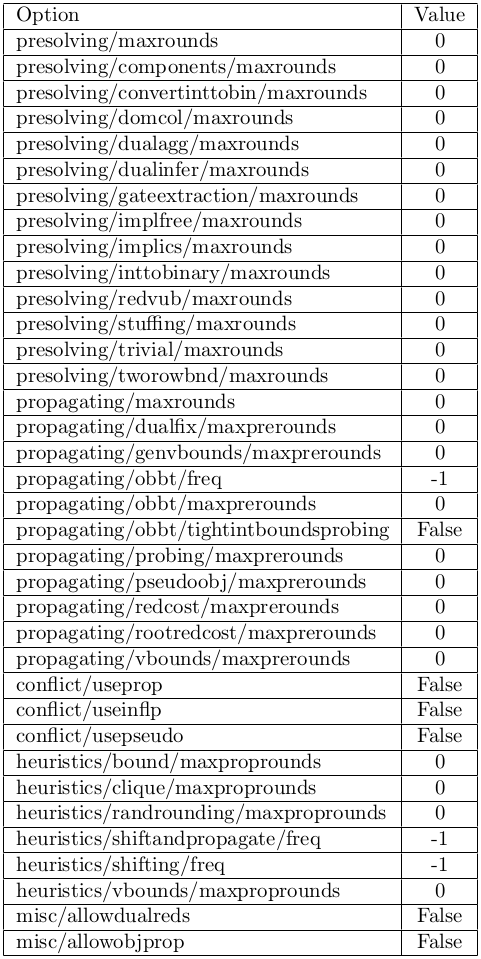 Option Value
presolving/maxrounds 0
presolving/components/maxrounds 0
presolving/convertinttobin/maxrounds 0
presolving/domcol/maxrounds 0
presolving/dualagg/maxrounds 0
presolving/dualinfer/maxrounds 0
presolving/gateextraction/maxrounds 0
presolving/implfree/maxrounds 0
presolving/implics/maxrounds 0
presolving/inttobinary/maxrounds 0
presolving/redvub/maxrounds 0
presolving/stuffing/maxrounds 0
presolving/trivial/maxrounds 0
presolving/tworowbnd/maxrounds 0
propagating/maxrounds 0
propagating/dualfix/maxprerounds 0
propagating/genvbounds/maxprerounds 0
propagating/obbt/freq -1
propagating/obbt/maxprerounds 0
propagating/obbt/tightintboundsprobing False
propagating/probing/maxprerounds 0
propagating/pseudoobj/maxprerounds 0
propagating/redcost/maxprerounds 0
propagating/rootredcost/maxprerounds 0
propagating/vbounds/maxprerounds 0
conflict/useprop False
conflict/useinflp False
conflict/usepseudo False
heuristics/bound/maxproprounds 0
heuristics/clique/maxproprounds 0
heuristics/randrounding/maxproprounds 0
heuristics/shiftandpropagate/freq -1
heuristics/shifting/freq -1
heuristics/vbounds/maxproprounds 0
misc/allowdualreds False
misc/allowobjprop False